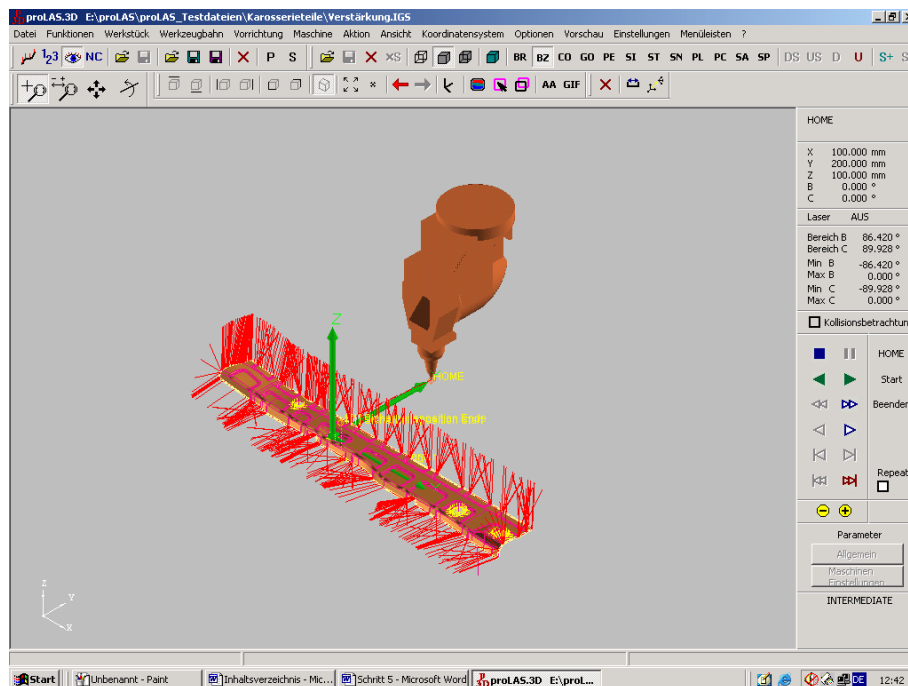 proLAS.3D E:\proLAS\proLAS_Testdateien\Karosserieteile\Verstärkung.IGS
Datei Funktionen Werkstück Werkzeugbahn Vorrichtung Maschine Aktion Ansicht Koordinatensystem Optionen Vorschau Einstellungen Menüleisten ?
1,2,3 NC P S xS BR BZ CO GO PE SI ST SN PL PC SA SP DS US D U S+ S
AA GIF
HOME
X 100.000 mm
Y 200.000 mm
Z 100.000 mm
B 0.000 °
C 0.000 °
Laser AUS
Bereich B 86.420 °
Bereich C 89.928 °
Min B -86.420 °
Max B 0.000 °
Min C -89.928 °
Max C 0.000 °
Kollisionsbetrachtun
HOME
Start
Beenden
Repeat
Parameter
Allgemein
Maschinen
Einstellungen
INTERMEDIATE
Z
HOME
Z
Y
X
Start Unbenannt - Paint Inhaltsverzeichnis - Mic... Schritt 5 - Microsoft Word proLAS.3D E:\prol... DE 12:42